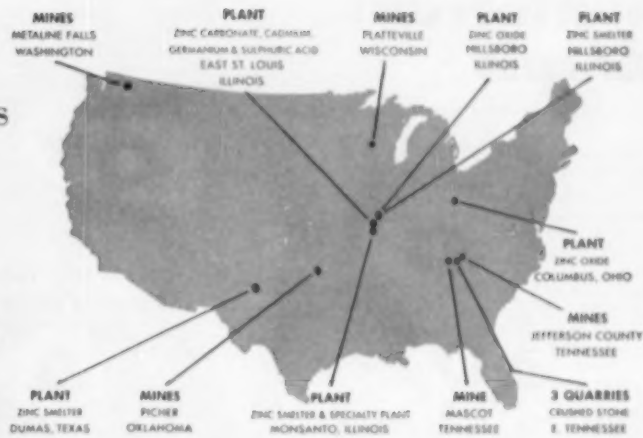 MINES
METALINE FALLS
WASHINGTON
PLANT
ZINC CARBONATE, CADMIUM,
GERMANIUM & SULPHURIC ACID
EAST ST. LOUIS
ILLINOIS
MINES
PLATTEVILLE
WISCONSIN
PLANT
ZINC OXIDE
HILLSBORO
ILLINOIS
PLANT
ZINC SMELTER
HILLSBORO
ILLINOIS
S
PLANT
ZINC OXIDE
COLUMBUS, OHIO
MINES
JEFFERSON COUNTY
TENNESSEE
PLANT
ZINC SMELTER
DUMAS, TEXAS
MINES
PICHER
OKLAHOMA
PLANT
ZINC SMELTER & SPECIALTY PLANT
MONSANTO, ILLINOIS
MINE
MASCOT
TENNESSEE
3 QUARRIES
CRUSHED STONE
E. TENNESSEE